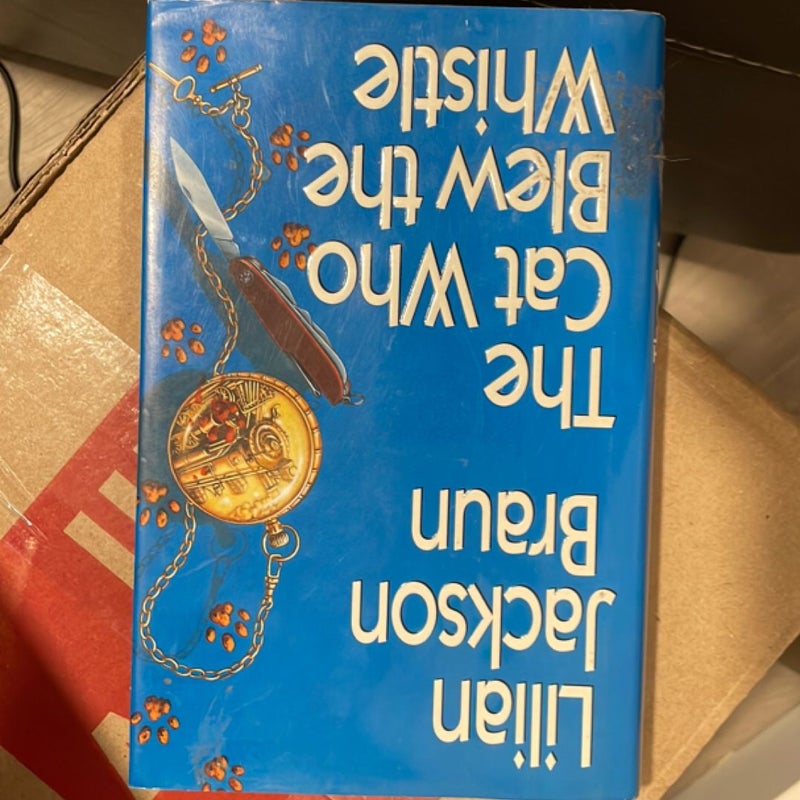 Lilian
Jackson
Braun
The
Cat Who
Blew the
Whistle